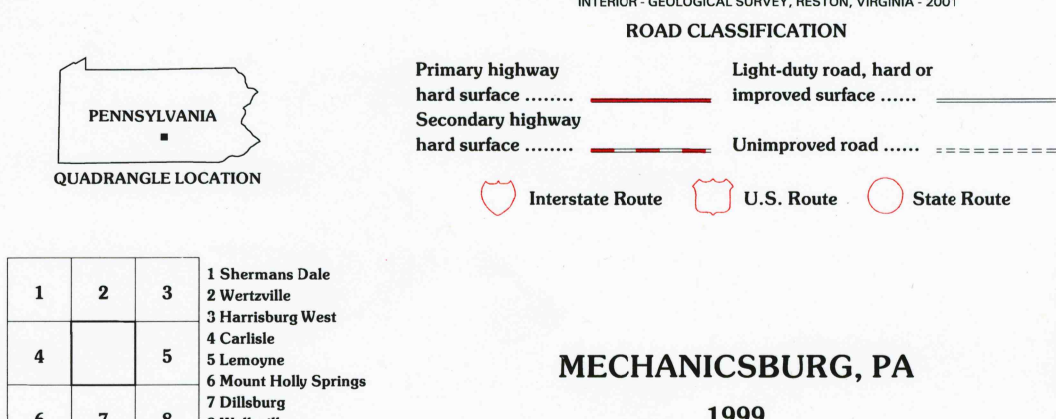 INTERIOR - GEOLOGICAL SURVEY, RESTON, VIRGINIA - 2001
ROAD CLASSIFICATION
Primary highway
hard surface ........
Light-duty road, hard or
improved surface ......
Secondary highway
hard surface ........
Unimproved road ......
Interstate Route
U.S. Route
State Route
PENNSYLVANIA
QUADRANGLE LOCATION
1 2 3
4 5
6 7 8
1 Shermans Dale
2 Wertzville
3 Harrisburg West
4 Carlisle
5 Lemoyne
6 Mount Holly Springs
7 Dillsburg
MECHANICSBURG, PA
1999